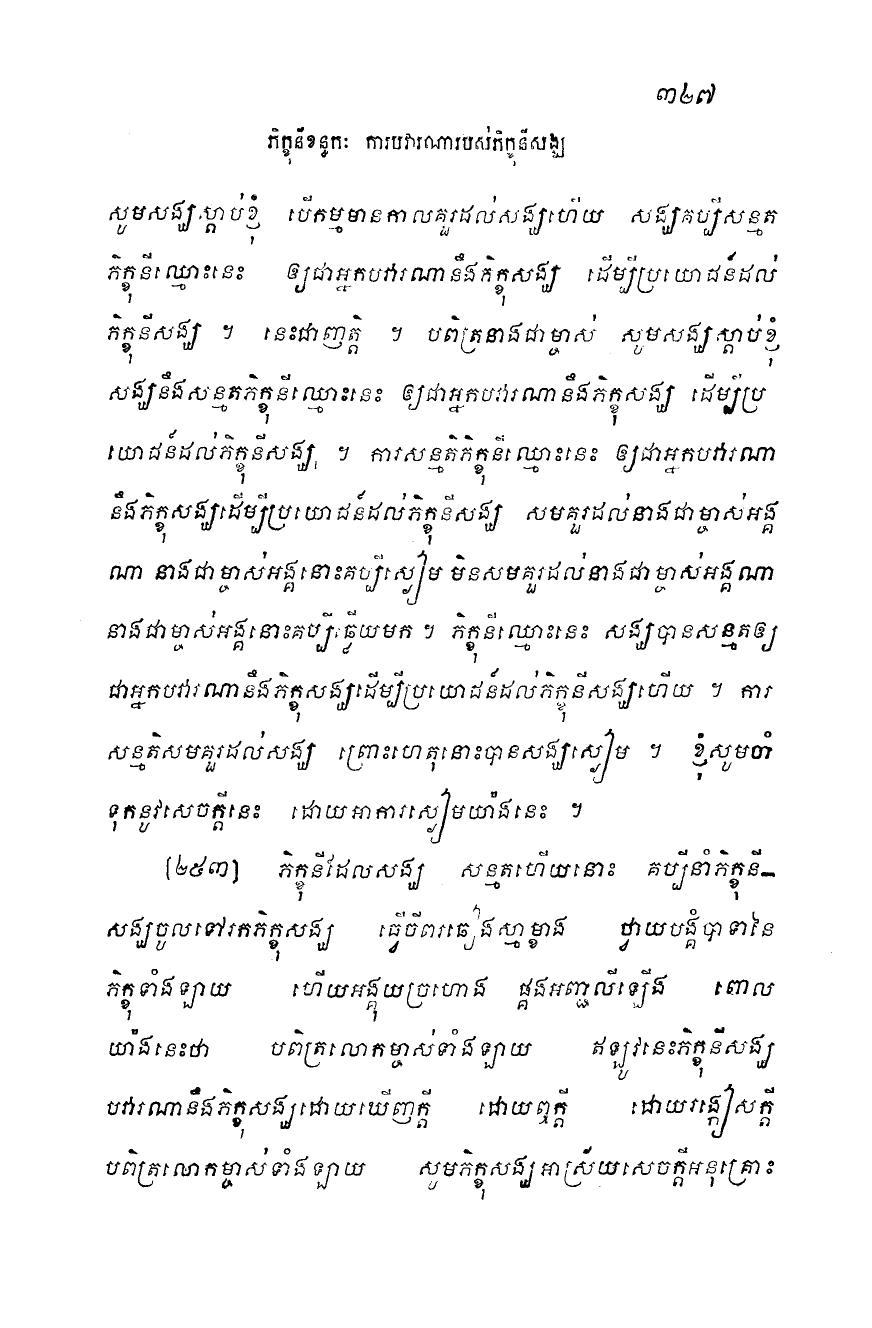 ៣២៧
ភិក្ខុនីខន្ធកៈ ការបវារណារបស់ភិក្ខុនីសង្ឃ
សូមសង្ឃស្តាប់ខ្ញុំ បើកម្មមានកាលគួរដល់សង្ឃហើយ សង្ឃគប្បីសន្មត
ភិក្ខុនីឈ្មោះនេះ ឲ្យជាអ្នកបវារណានឹងភិក្ខុសង្ឃ ដើម្បីប្រយោជន៍ដល់
ភិក្ខុនីសង្ឃ ។ នេះជាញត្តិ ។ បពិត្រនាងជាម្ចាស់ សូមសង្ឃស្តាប់ខ្ញុំ
សង្ឃនឹងសន្មតភិក្ខុនីឈ្មោះនេះ ឲ្យជាអ្នកបវារណានឹងភិក្ខុសង្ឃ ដើម្បីប្រ
យោជន៍ដល់ភិក្ខុនីសង្ឃ ។ ការសន្មតិភិក្ខុនីឈ្មោះនេះ ឲ្យជាអ្នកបវារណា
នឹងភិក្ខុសង្ឃដើម្បីប្រយោជន៍ដល់ភិក្ខុនីសង្ឃ សមគួរដល់នាងជាម្ចាស់អង្គ
ណា នាងជាម្ចាស់អង្គនោះគប្បីស្ងៀម មិនសមគួរដល់នាងជាម្ចាស់អង្គណា
នាងជាម្ចាស់អង្គនោះគប្បីឆ្លើយមក ។ ភិក្ខុនីឈ្មោះនេះ សង្ឃបានសន្មតឲ្យ
ជាអ្នកបវារណានឹងភិក្ខុសង្ឃដើម្បីប្រយោជន៍ដល់ភិក្ខុនីសង្ឃហើយ ។ ការ
សន្មតិសមគួរដល់សង្ឃ ព្រោះហេតុនោះបានសង្ឃស្ងៀម ។ ខ្ញុំសូមចាំ
ទុកនូវសេចក្តីនេះ ដោយអាការស្ងៀមយ៉ាងនេះ ។
[២៥៣] ភិក្ខុនីដែលសង្ឃ សន្មតហើយនោះ គប្បីនាំភិក្ខុនី-
សង្ឃចូលទៅរកភិក្ខុសង្ឃ ធ្វើចីពរឆៀងស្មាម្ខាង ថ្វាយបង្គំបាទានៃ
ភិក្ខុទាំងឡាយ ហើយអង្គុយច្រហោង ផ្គងអញ្ជលីឡើង ពោល
យ៉ាងនេះថា បពិត្រលោកម្ចាស់ទាំងឡាយ ឥឡូវនេះភិក្ខុនីសង្ឃ
បវារណានឹងភិក្ខុសង្ឃដោយឃើញក្តី ដោយឮក្តី ដោយរង្កៀសក្តី
បពិត្រលោកម្ចាស់ទាំងឡាយ សូមភិក្ខុសង្ឃអាស្រ័យសេចក្តីអនុគ្រោះ